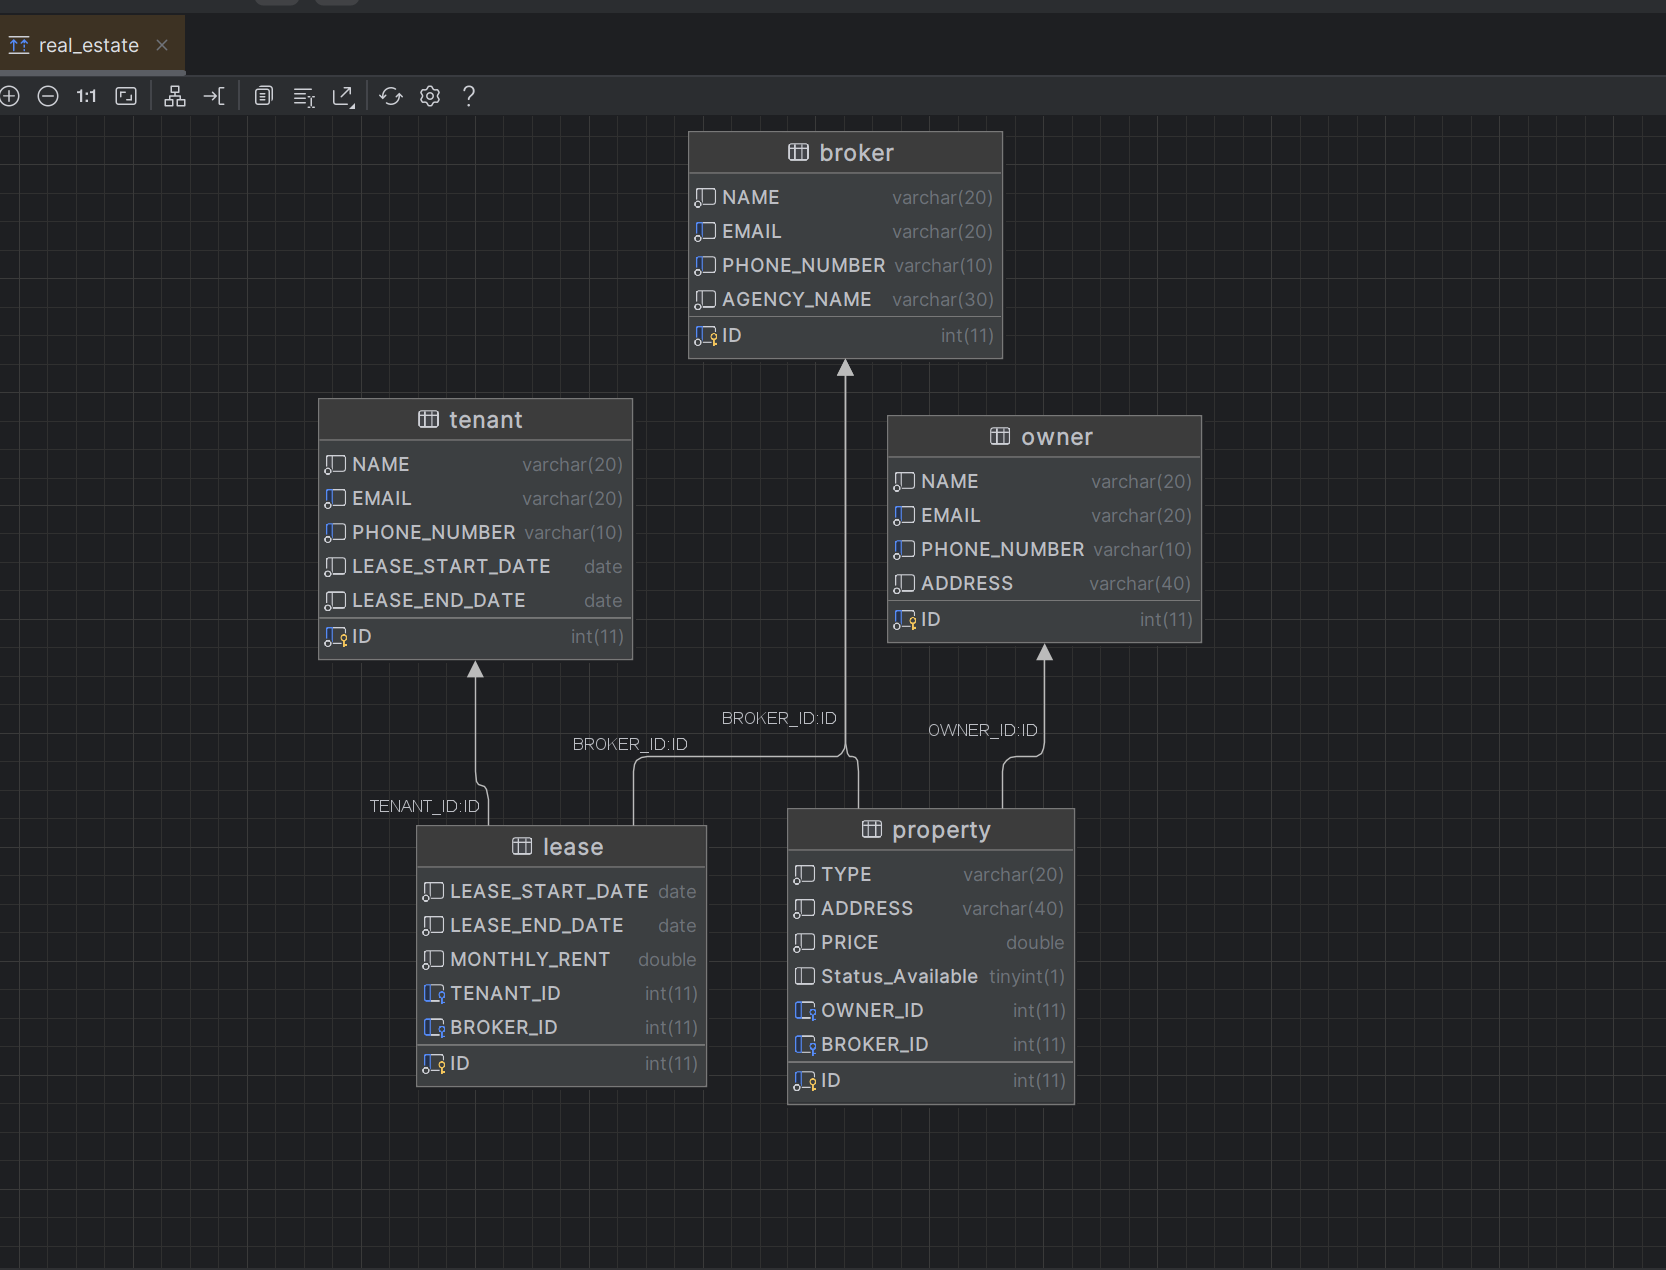 real_estate
1:1
?
broker
NAME varchar(20)
EMAIL varchar(20)
PHONE_NUMBER varchar(10)
AGENCY_NAME varchar(30)
ID int(11)
tenant
NAME varchar(20)
EMAIL varchar(20)
PHONE_NUMBER varchar(10)
LEASE_START_DATE date
LEASE_END_DATE date
ID int(11)
owner
NAME varchar(20)
EMAIL varchar(20)
PHONE_NUMBER varchar(10)
ADDRESS varchar(40)
ID int(11)
BROKER_ID:ID
OWNER_ID:ID
BROKER_ID:ID
TENANT_ID:ID
lease
LEASE_START_DATE date
LEASE_END_DATE date
MONTHLY_RENT double
TENANT_ID int(11)
BROKER_ID int(11)
ID int(11)
property
TYPE varchar(20)
ADDRESS varchar(40)
PRICE double
Status_Available tinyint(1)
OWNER_ID int(11)
BROKER_ID int(11)
ID int(11)